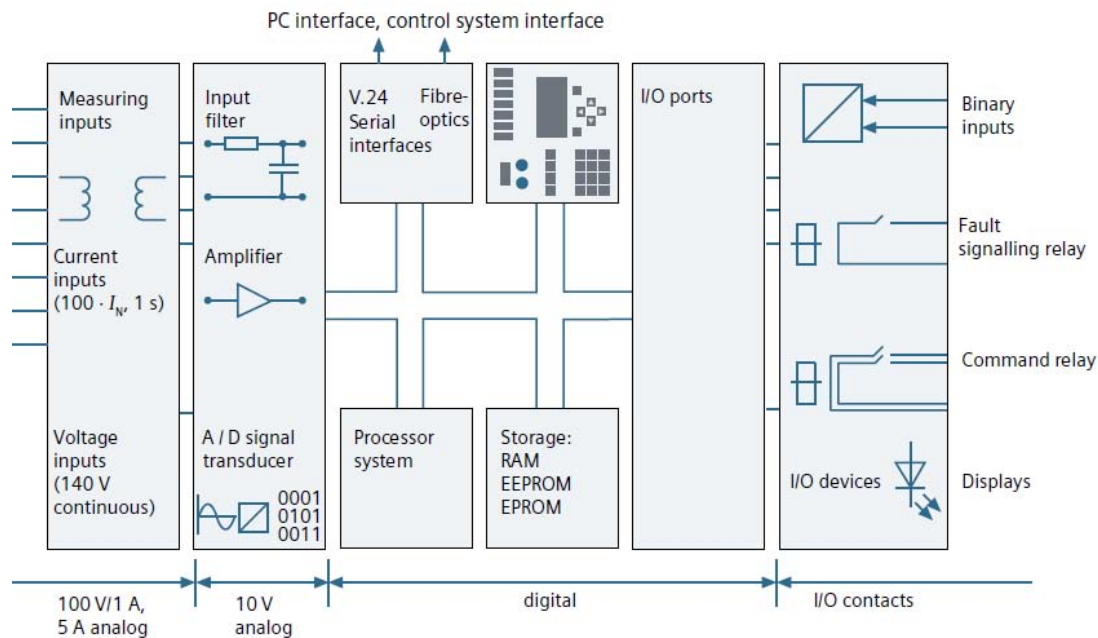 PC interface, control system interface
Measuring
inputs
Current
inputs
(100 · I_N, 1 s)
Voltage
inputs
(140 V
continuous)
Input
filter
Amplifier
A / D signal
transducer
0001
0101
0011
V.24
Serial
interfaces
Fibre-
optics
Processor
system
Storage:
RAM
EEPROM
EPROM
I/O ports
I/O devices
Binary
inputs
Fault
signalling relay
Command relay
Displays
100 V/1 A,
5 A analog
10 V
analog
digital
I/O contacts